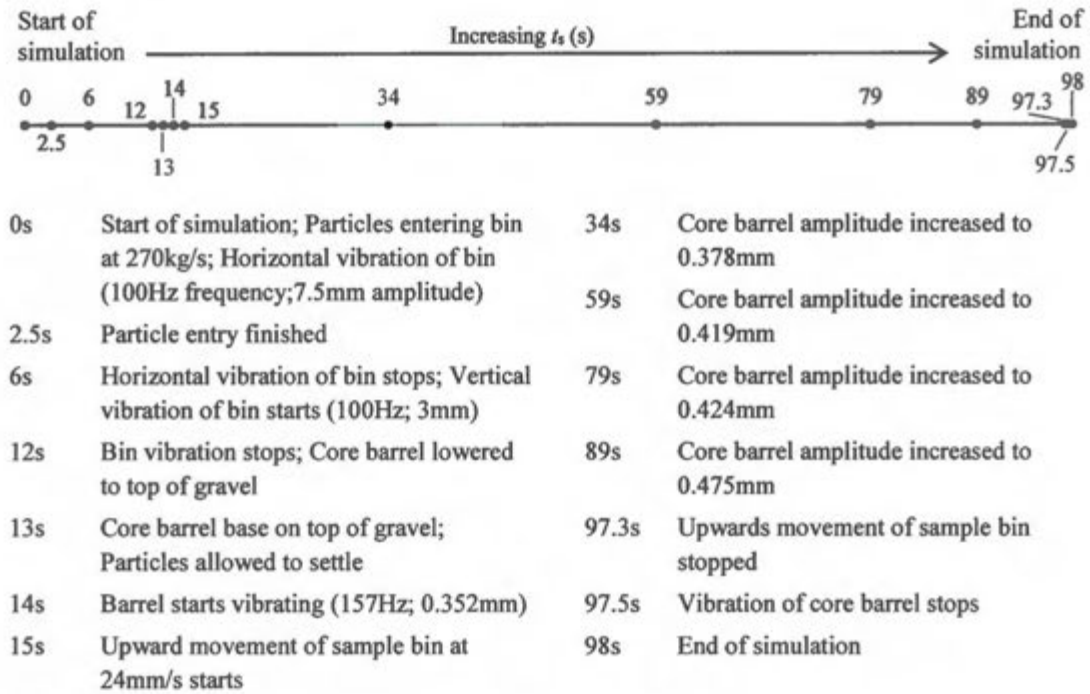 Start of
simulation
Increasing tₛ (s)
End of
simulation
0
2.5
6
12
13
14
15
34
59
79
89
97.3
97.5
98
0s Start of simulation; Particles entering bin
at 270kg/s; Horizontal vibration of bin
(100Hz frequency;7.5mm amplitude)
2.5s Particle entry finished
6s Horizontal vibration of bin stops; Vertical
vibration of bin starts (100Hz; 3mm)
12s Bin vibration stops; Core barrel lowered
to top of gravel
13s Core barrel base on top of gravel;
Particles allowed to settle
14s Barrel starts vibrating (157Hz; 0.352mm)
15s Upward movement of sample bin at
24mm/s starts
34s Core barrel amplitude increased to
0.378mm
59s Core barrel amplitude increased to
0.419mm
79s Core barrel amplitude increased to
0.424mm
89s Core barrel amplitude increased to
0.475mm
97.3s Upwards movement of sample bin
stopped
97.5s Vibration of core barrel stops
98s End of simulation